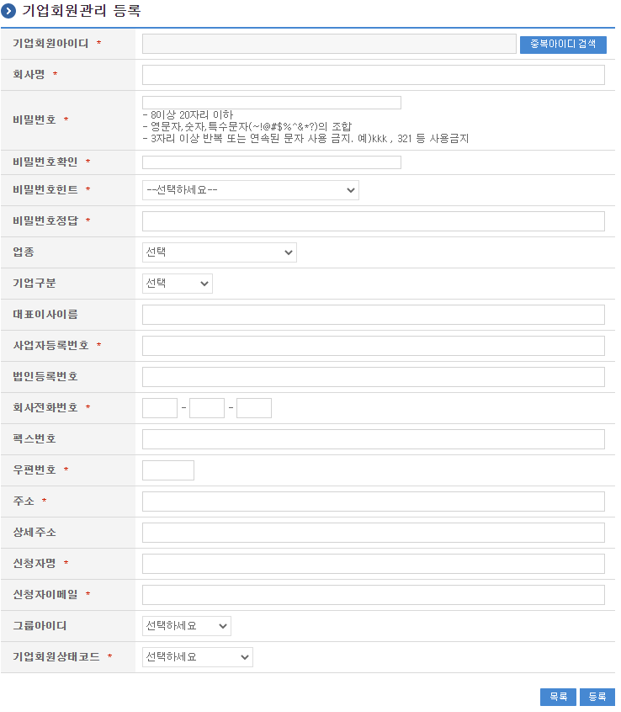 기업회원관리 등록
기업회원아이디 * 중복아이디 검색
회사명 *
비밀번호 *
- 8이상 20자리 이하
- 영문자,숫자,특수문자(~!@#$%^&*?)의 조합
- 3자리 이상 반복 또는 연속된 문자 사용 금지. 예)kkk , 321 등 사용금지
비밀번호확인 *
비밀번호힌트 * --선택하세요--
비밀번호정답 *
업종 선택
기업구분 선택
대표이사이름
사업자등록번호 *
법인등록번호
회사전화번호 * - -
팩스번호
우편번호 *
주소 *
상세주소
신청자명 *
신청자이메일 *
그룹아이디 선택하세요
기업회원상태코드 * 선택하세요
목록 등록